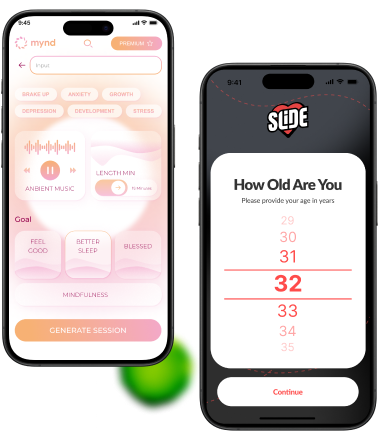 9:45
mynd
PREMIUM
Input
BRAKE UP
ANXIETY
GROWTH
DEPRESSION
DEVELOPMENT
STRESS
ANBIENT MUSIC
LENGTH MIN
Goal
FEEL
GOOD
BETTER
SLEEP
BLESSED
MINDFULNESS
GENERATE SESSION
9:41
SLIDE
How Old Are You
Please provide your age in years
29
30
31
32
33
34
35
Continue